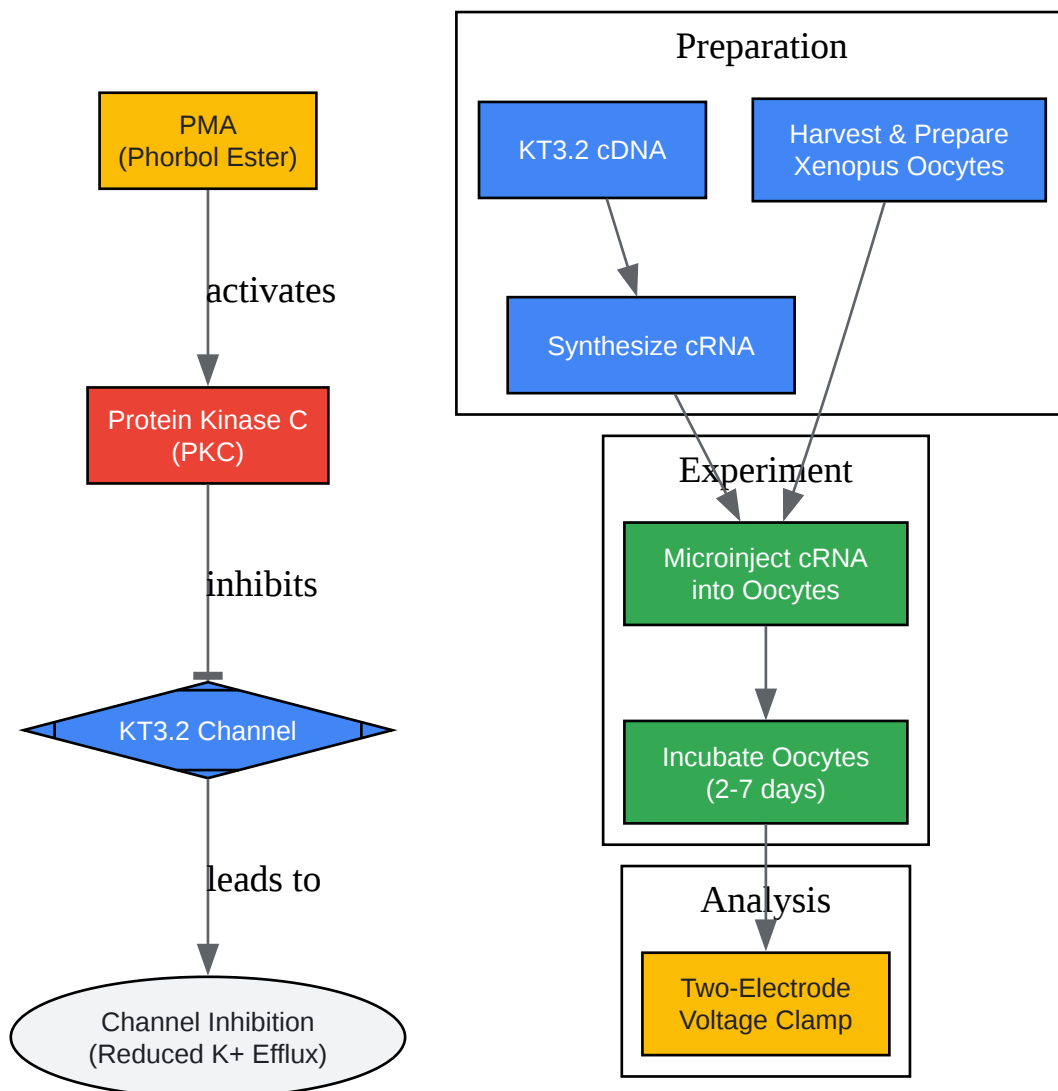 PMA
(Phorbol Ester)
activates
Protein Kinase C
(PKC)
inhibits
KT3.2 Channel
leads to
Channel Inhibition
(Reduced K+ Efflux)
Preparation
KT3.2 cDNA
Harvest & Prepare
Xenopus Oocytes
Synthesize cRNA
Experiment
Microinject cRNA
into Oocytes
Incubate Oocytes
(2-7 days)
Analysis
Two-Electrode
Voltage Clamp